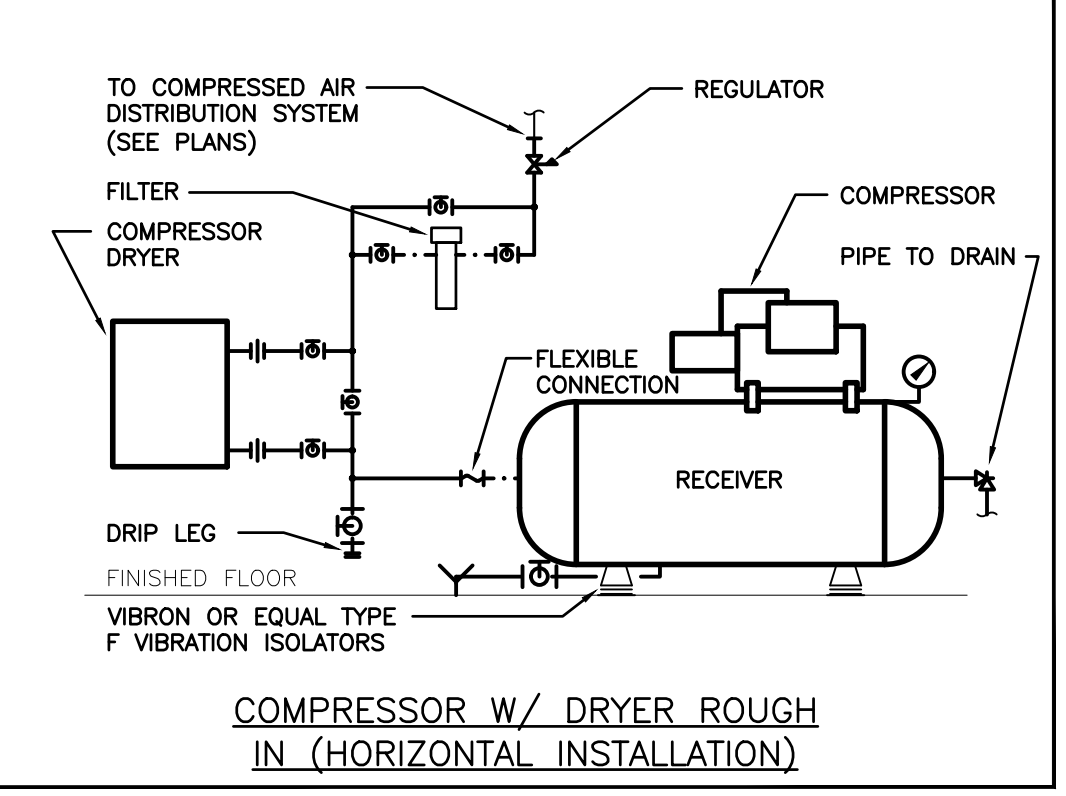 TO COMPRESSED AIR
DISTRIBUTION SYSTEM
(SEE PLANS)
REGULATOR
FILTER
COMPRESSOR
DRYER
COMPRESSOR
PIPE TO DRAIN
FLEXIBLE
CONNECTION
RECEIVER
DRIP LEG
FINISHED FLOOR
VIBRON OR EQUAL TYPE
F VIBRATION ISOLATORS
COMPRESSOR W/ DRYER ROUGH
IN (HORIZONTAL INSTALLATION)